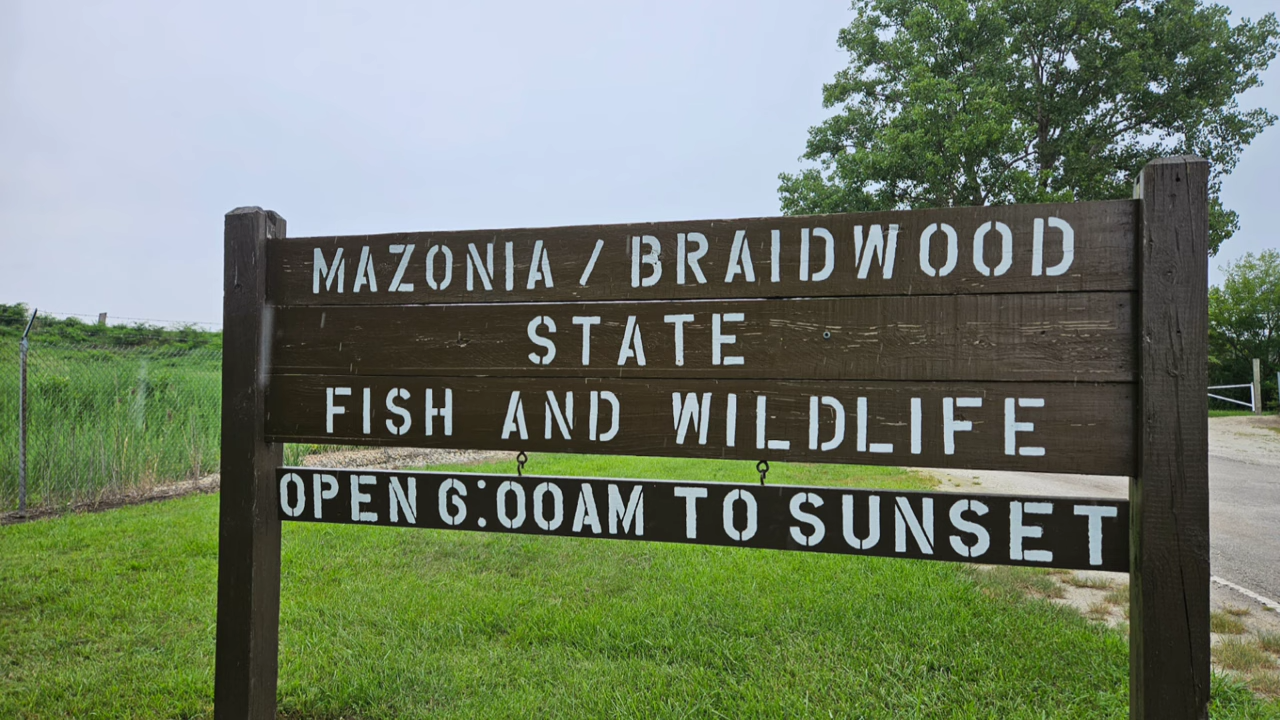 MAZONIA / BRAIDWOOD
STATE
FISH AND WILDLIFE
OPEN 6:00AM TO SUNSET